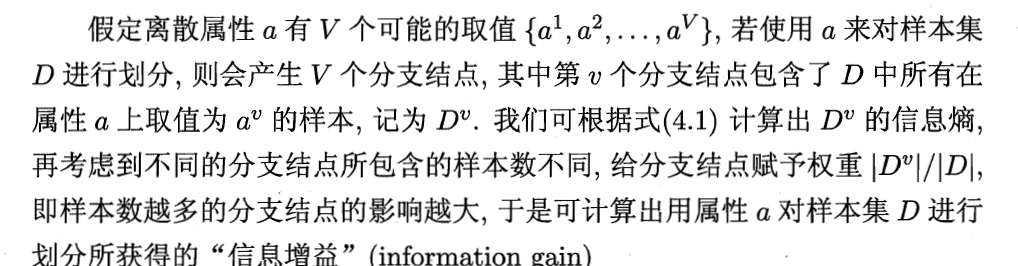 假定离散属性 a 有 V 个可能的取值 {a¹, a², ..., aⱽ}, 若使用 a 来对样本集
D 进行划分, 则会产生 V 个分支结点, 其中第 v 个分支结点包含了 D 中所有在
属性 a 上取值为 aᵛ 的样本, 记为 Dᵛ. 我们可根据式(4.1) 计算出 Dᵛ 的信息熵,
再考虑到不同的分支结点所包含的样本数不同, 给分支结点赋予权重 |Dᵛ|/|D|,
即样本数越多的分支结点的影响越大, 于是可计算出用属性 a 对样本集 D 进行
划分所获得的“信息增益” (information gain)